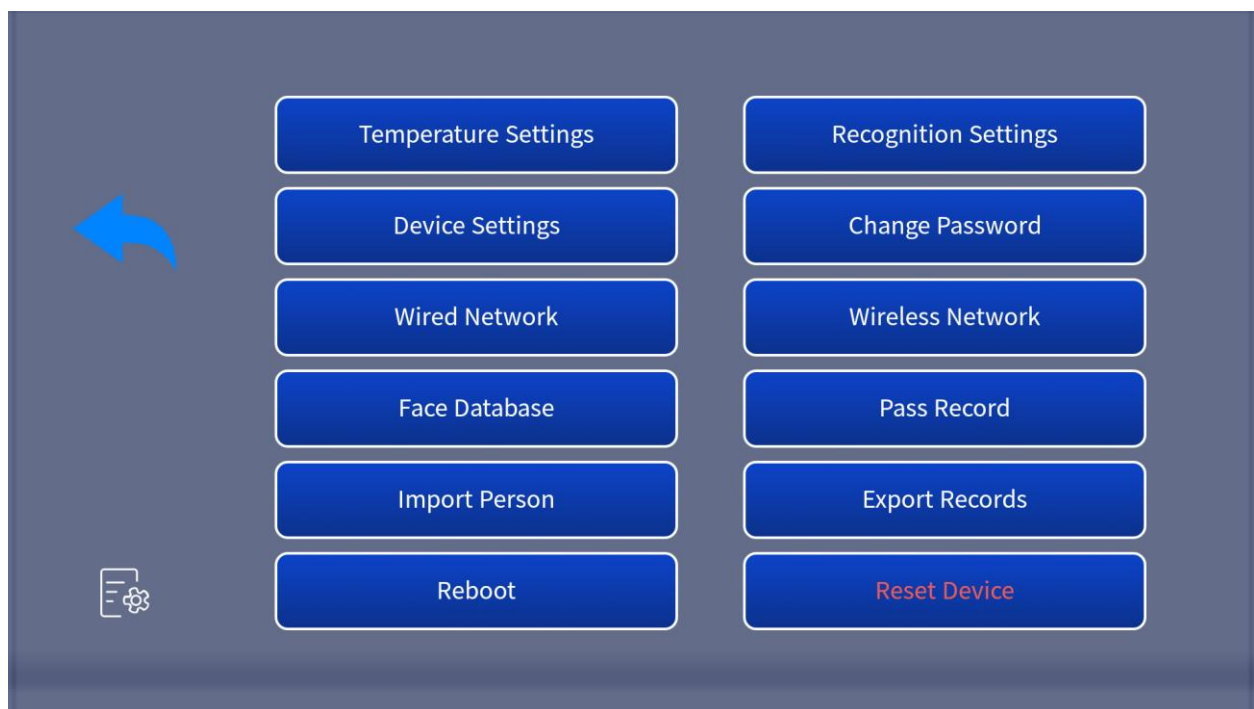 Temperature Settings
Recognition Settings
Device Settings
Change Password
Wired Network
Wireless Network
Face Database
Pass Record
Import Person
Export Records
Reboot
Reset Device